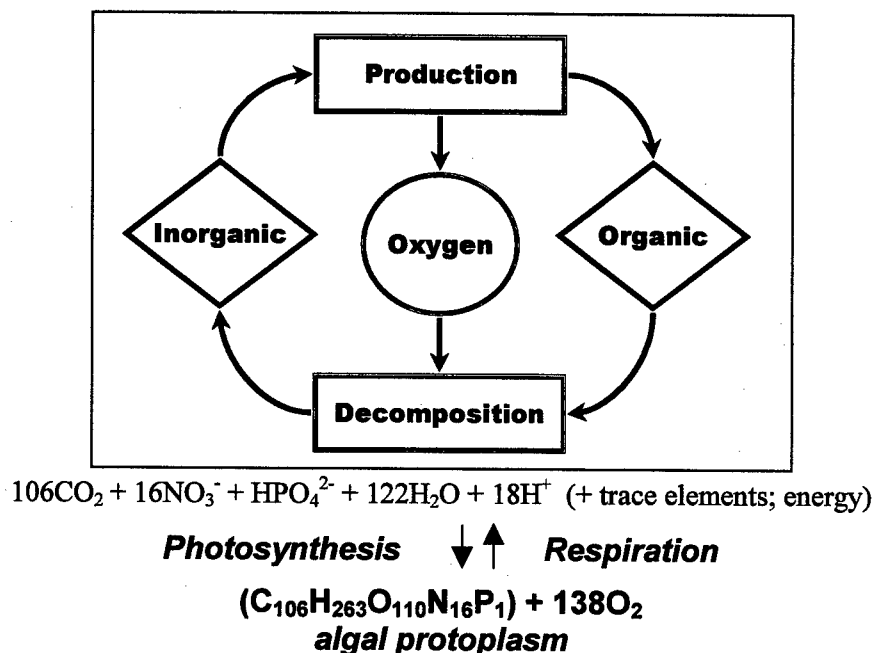 Production
Inorganic
Oxygen
Organic
Decomposition
106CO₂ + 16NO₃⁻ + HPO₄²⁻ + 122H₂O + 18H⁺ (+ trace elements; energy)
Photosynthesis ↓↑ Respiration
(C₁₀₆H₂₆₃O₁₁₀N₁₆P₁) + 138O₂
algal protoplasm